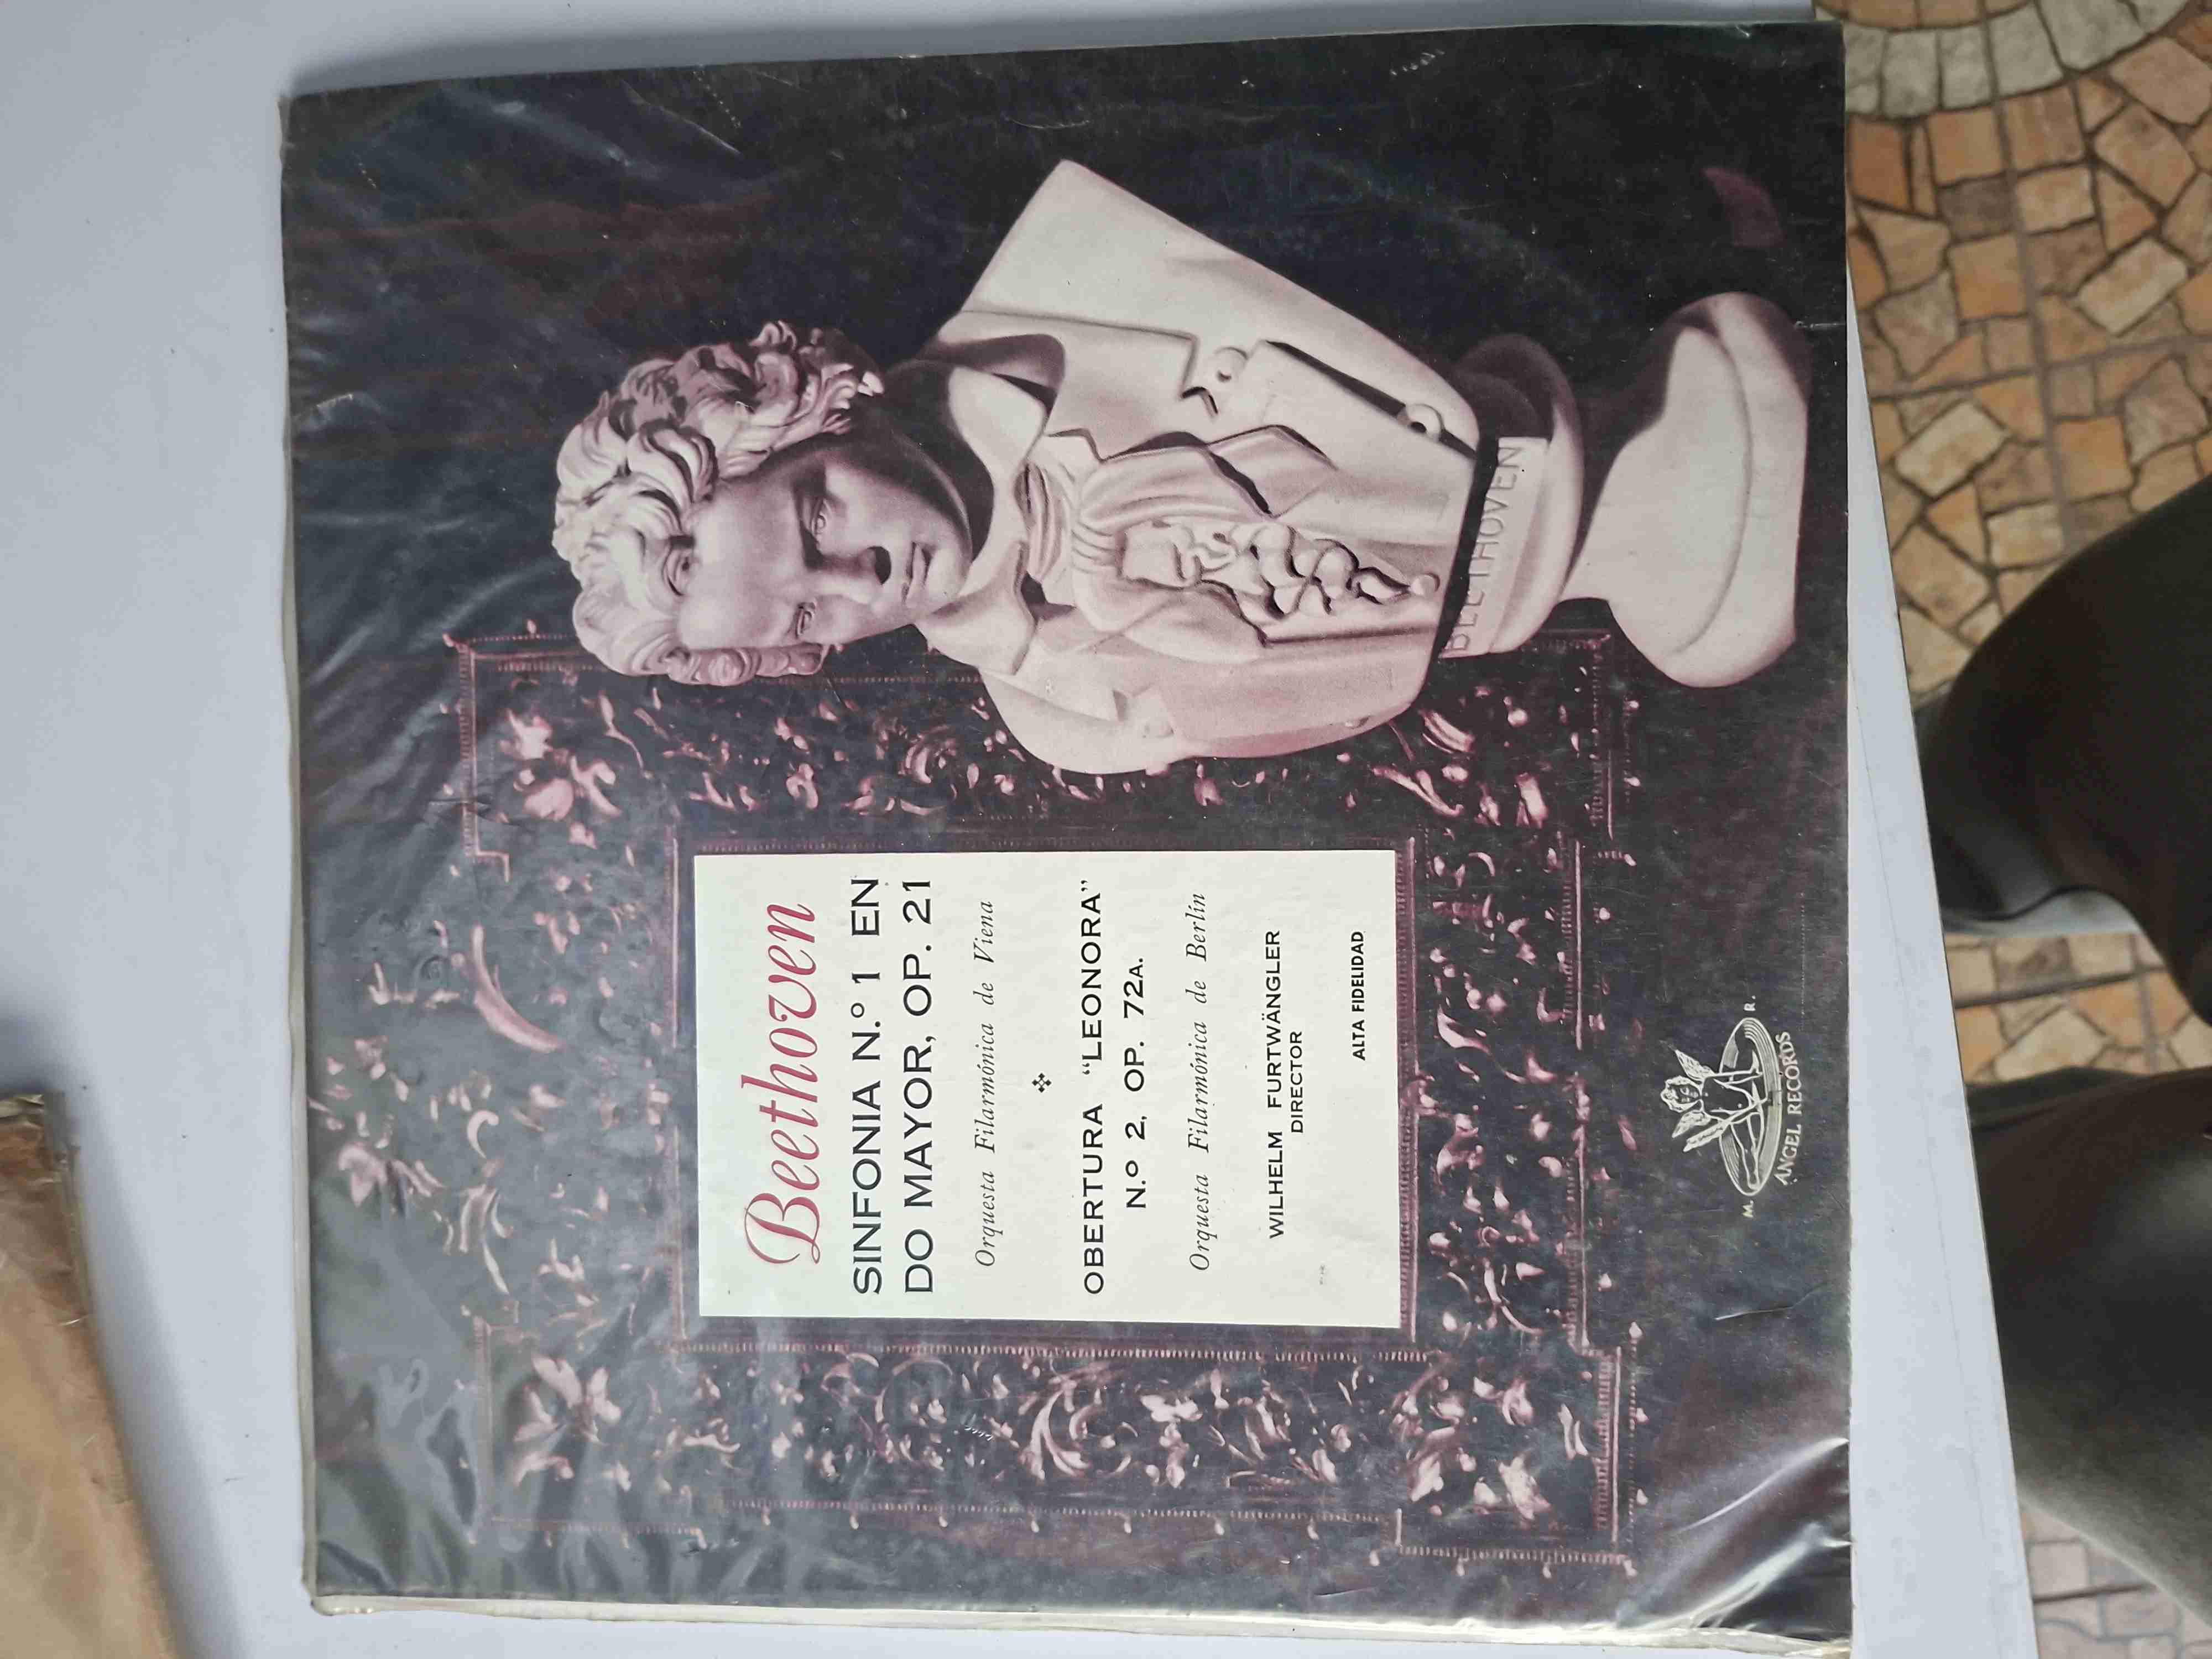 Beethoven
SINFONIA N.º 1 EN
DO MAYOR, OP. 21
Orquesta Filarmónica de Viena
OBERTURA "LEONORA"
N.º 2, OP. 72A.
Orquesta Filarmónica de Berlín
WILHELM FURTWÄNGLER
DIRECTOR
ALTA FIDELIDAD
BEETHOVEN
M. R.
ANGEL RECORDS